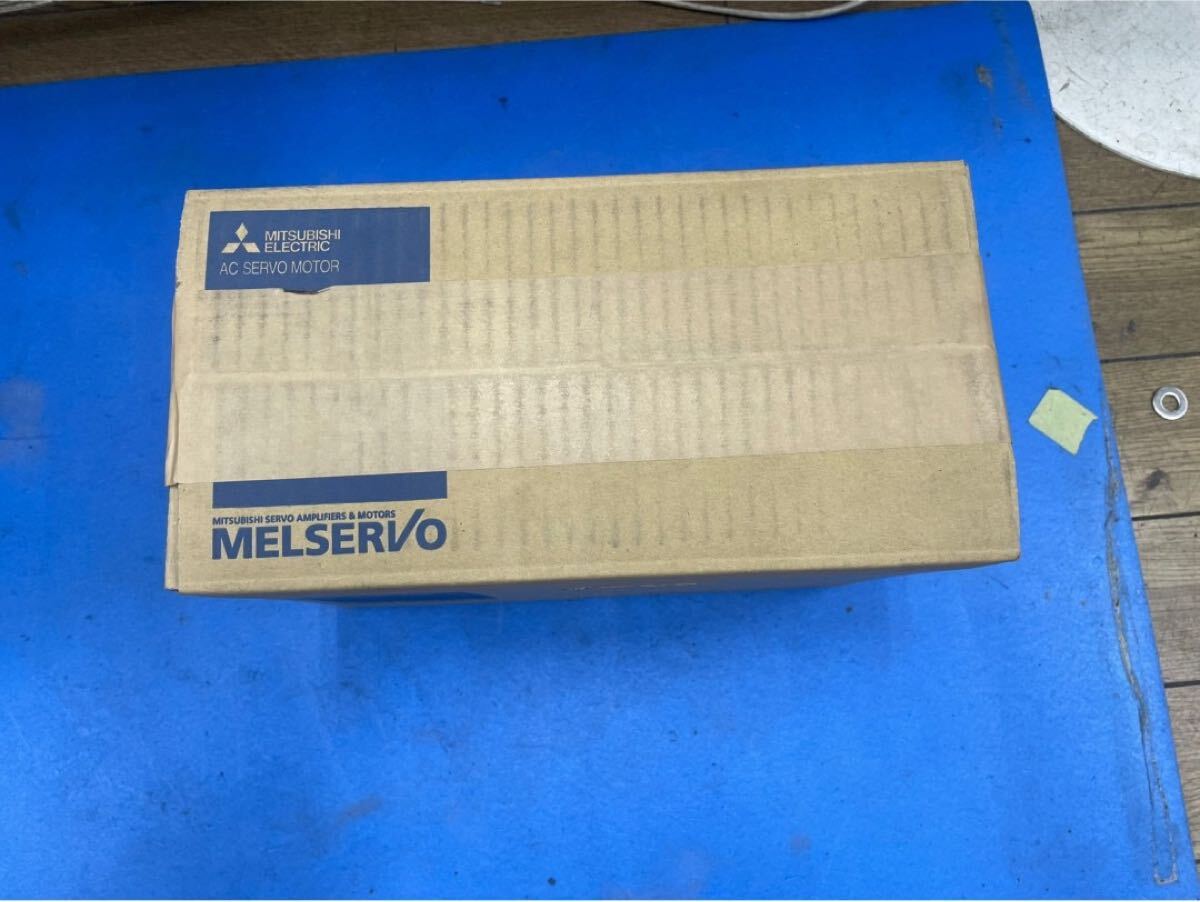 MITSUBISHI
ELECTRIC
AC SERVO MOTOR
MITSUBISHI SERVO AMPLIFIERS & MOTORS
MELSERVO